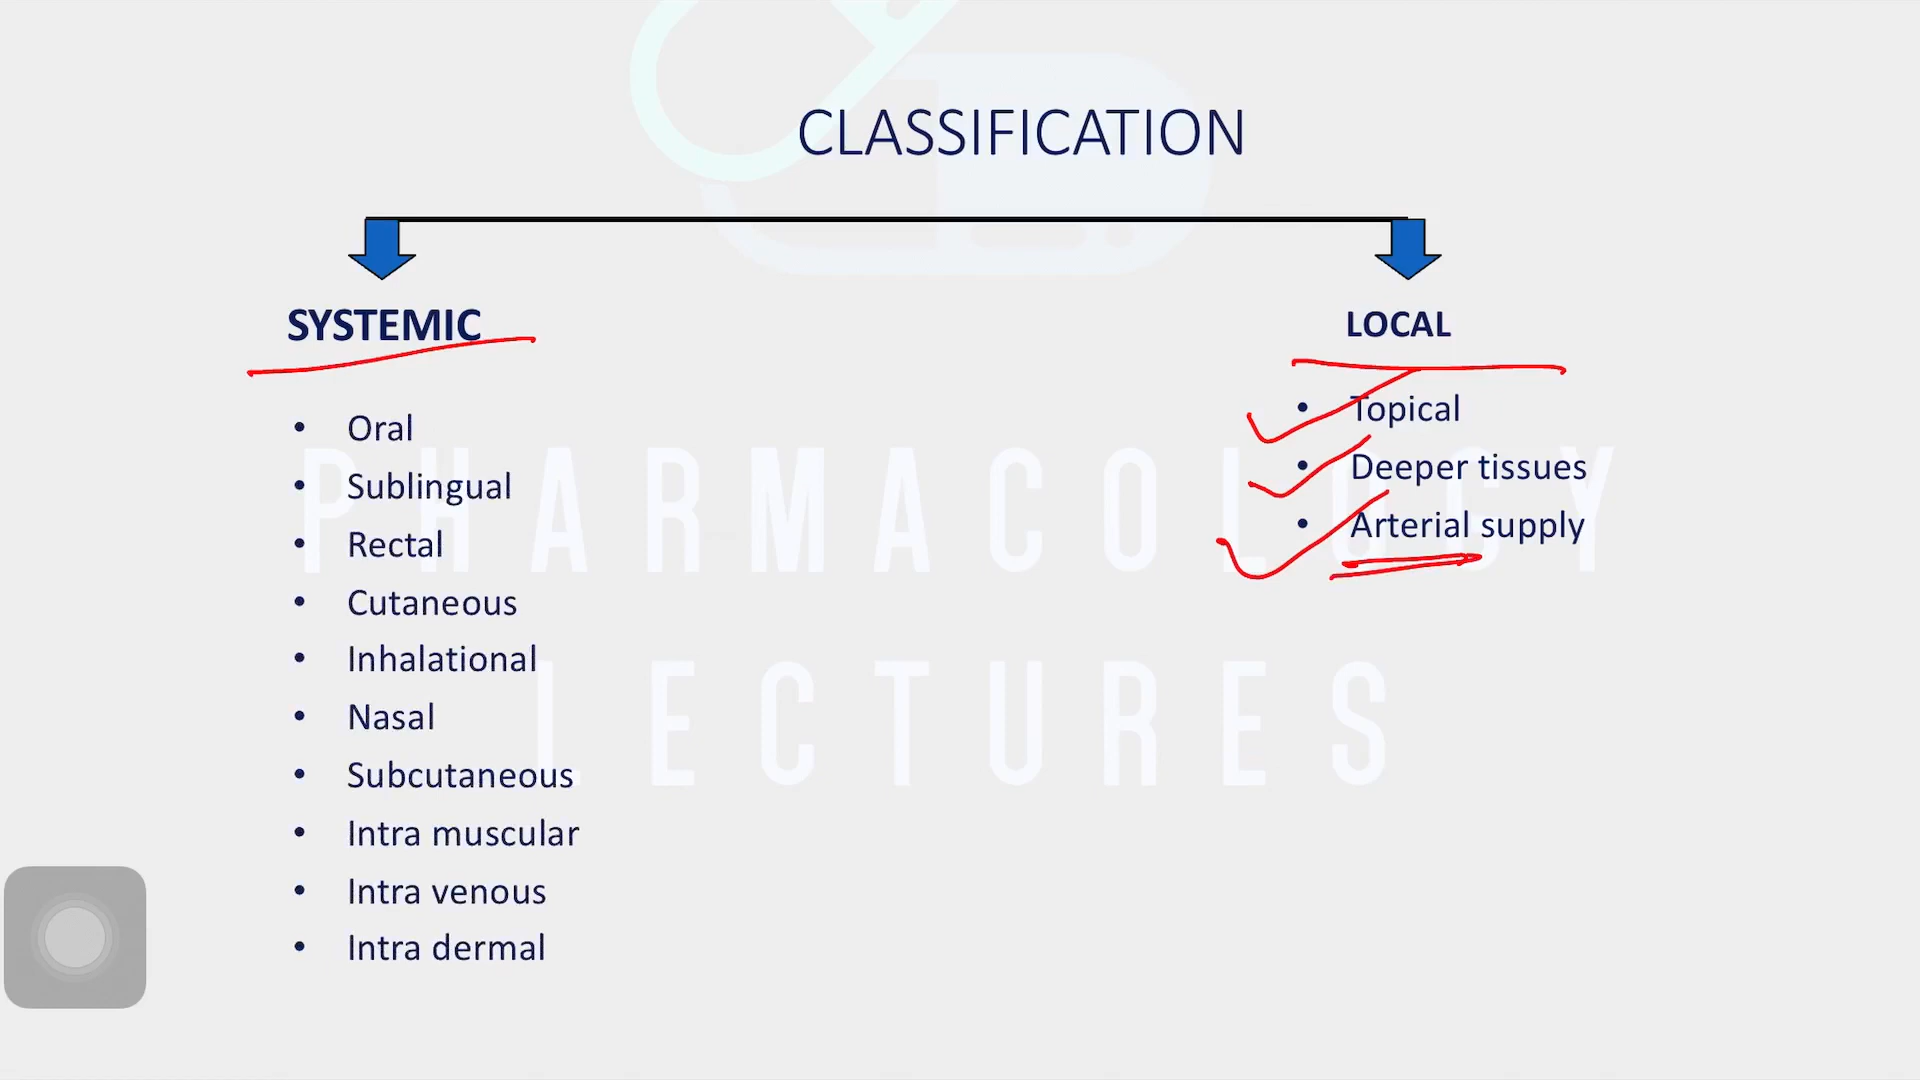 CLASSIFICATION
SYSTEMIC
• Oral
• Sublingual
• Rectal
• Cutaneous
• Inhalational
• Nasal
• Subcutaneous
• Intra muscular
• Intra venous
• Intra dermal
LOCAL
• Topical
• Deeper tissues
• Arterial supply
PHARMACOLOGY
LECTURES